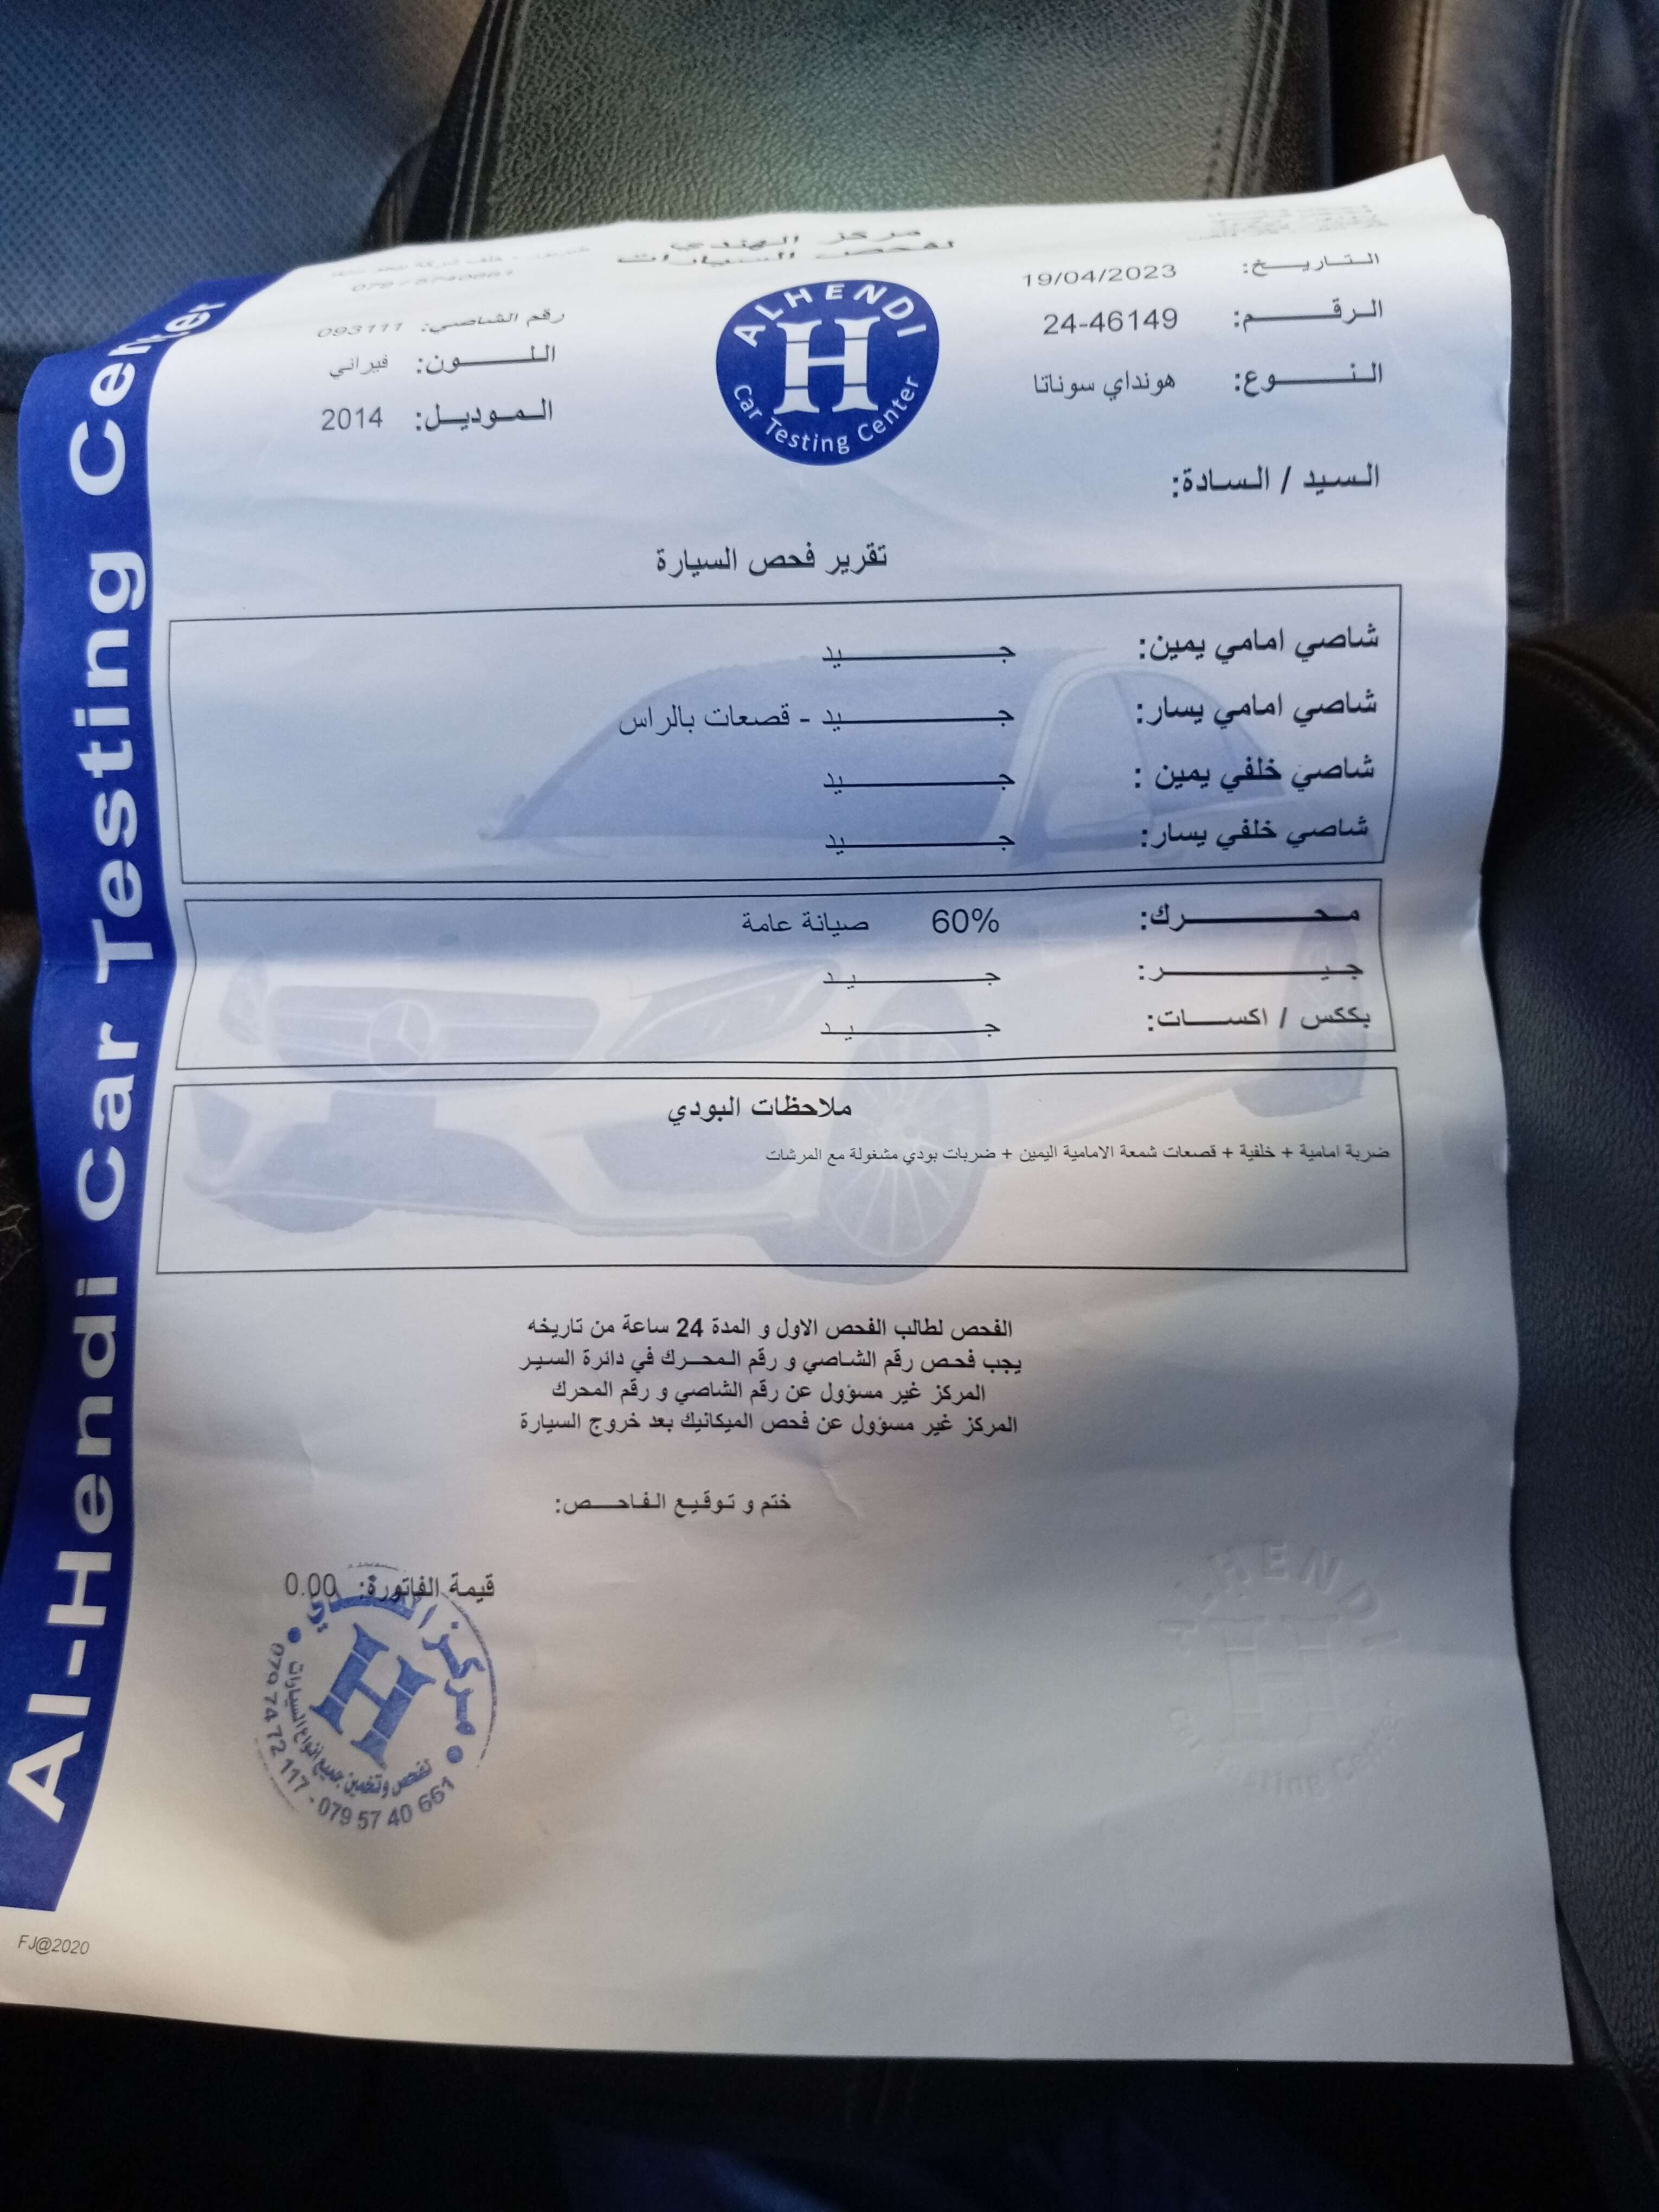 مركز الهندي
لفحص السيارات
التاريخ: 19/04/2023
الرقم: 24-46149
النوع: هونداي سوناتا
ALHENDI
H
Car Testing Center
رقم الشاصي: 093111
اللون: فيراني
الموديل: 2014
السيد / السادة:
تقرير فحص السيارة
شاصي امامي يمين: جيد
شاصي امامي يسار: جيد - قصعات بالراس
شاصي خلفي يمين : جيد
شاصي خلفي يسار: جيد
محرك: 60% صيانة عامة
جير: جيد
بككس / اكسات: جيد
ملاحظات البودي
ضربة امامية + خلفية + قصعات شمعة الامامية اليمين + ضربات بودي مشغولة مع المرشات
الفحص لطالب الفحص الاول و المدة 24 ساعة من تاريخه
يجب فحص رقم الشاصي و رقم المحرك في دائرة السير
المركز غير مسؤول عن رقم الشاصي و رقم المحرك
المركز غير مسؤول عن فحص الميكانيك بعد خروج السيارة
ختم و توقيع الفاحص:
قيمة الفاتورة: 0.00
مركز الهندي
H
لفحص وتخمين جميع انواع السيارات
079 74 72 117 - 079 57 40 661
ALHENDI
H
Car Testing Center
Al-Hendi Car Testing Center
FJ@2020